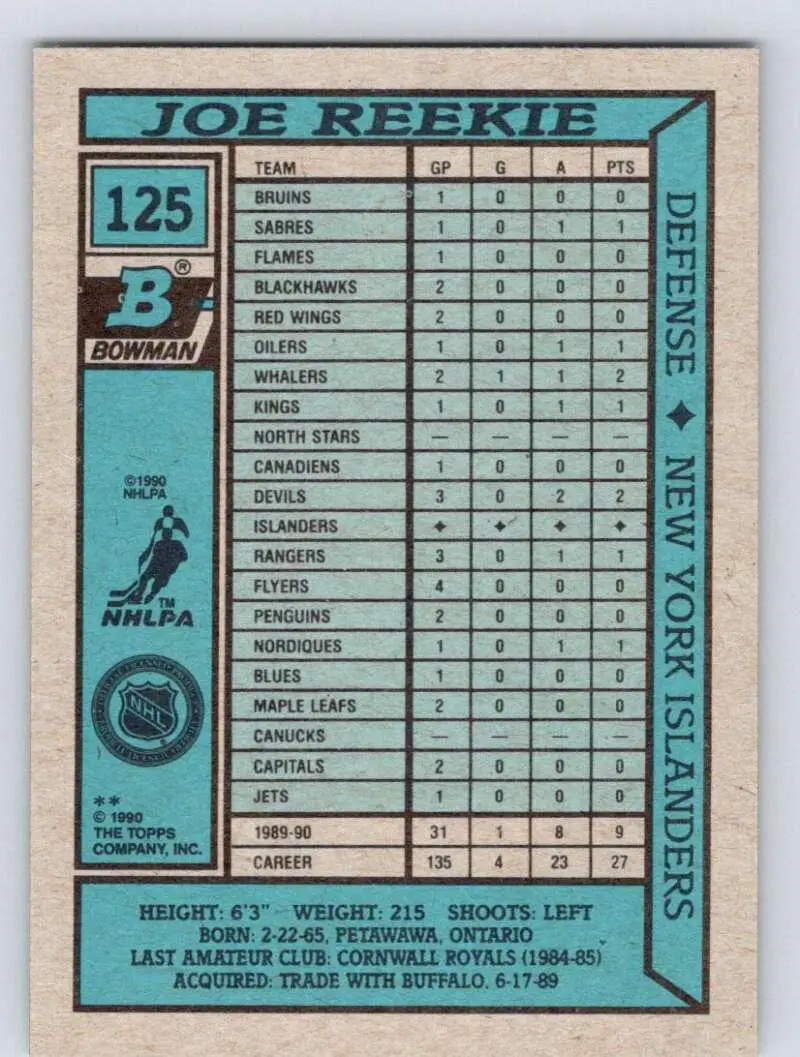 JOE REEKIE
125
B®
BOWMAN
TEAM GP G A PTS
BRUINS 1 0 0 0
SABRES 1 0 1 1
FLAMES 1 0 0 0
BLACKHAWKS 2 0 0 0
RED WINGS 2 0 0 0
OILERS 1 0 1 1
WHALERS 2 1 1 2
KINGS 1 0 1 1
NORTH STARS — — — —
CANADIENS 1 0 0 0
DEVILS 3 0 2 2
ISLANDERS ✦ ✦ ✦ ✦
RANGERS 3 0 1 1
FLYERS 4 0 0 0
PENGUINS 2 0 0 0
NORDIQUES 1 0 1 1
BLUES 1 0 0 0
MAPLE LEAFS 2 0 0 0
CANUCKS — — — —
CAPITALS 2 0 0 0
JETS 1 0 0 0
1989-90 31 1 8 9
CAREER 135 4 23 27
©1990
NHLPA
TM
NHLPA
NHL
**
© 1990
THE TOPPS
COMPANY, INC.
DEFENSE ✦ NEW YORK ISLANDERS
HEIGHT: 6'3" WEIGHT: 215 SHOOTS: LEFT
BORN: 2-22-65, PETAWAWA, ONTARIO
LAST AMATEUR CLUB: CORNWALL ROYALS (1984-85)
ACQUIRED: TRADE WITH BUFFALO, 6-17-89